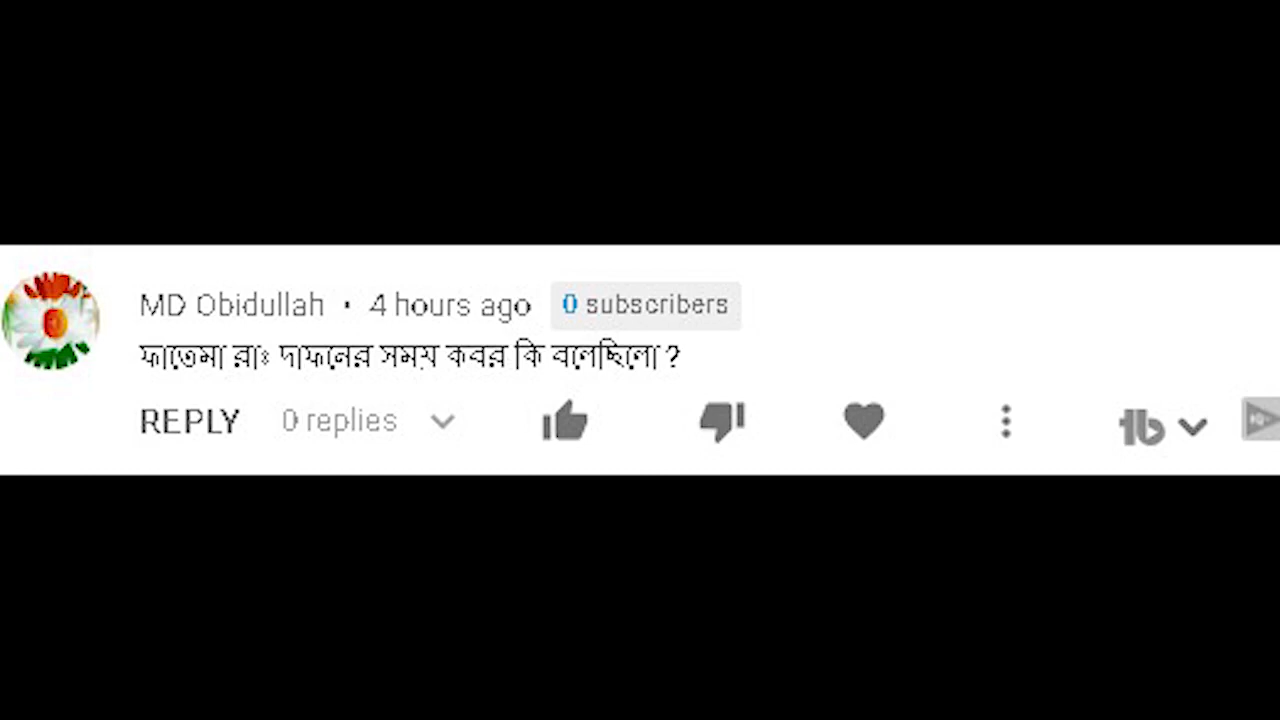 MD Obidullah • 4 hours ago 0 subscribers
ফাতেমা রাঃ দাফনের সময় কবর কি বলেছিলো ?
REPLY 0 replies